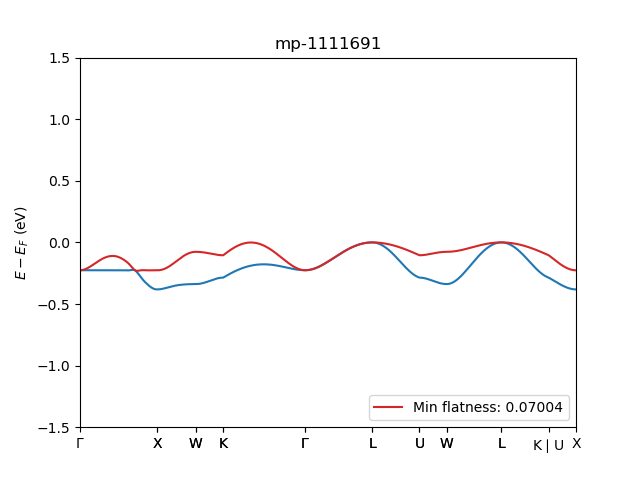 mp-1111691
E − E_F (eV)
1.5
1.0
0.5
0.0
−0.5
−1.0
−1.5
Min flatness: 0.07004
Γ X W K Γ L U W L K | U X